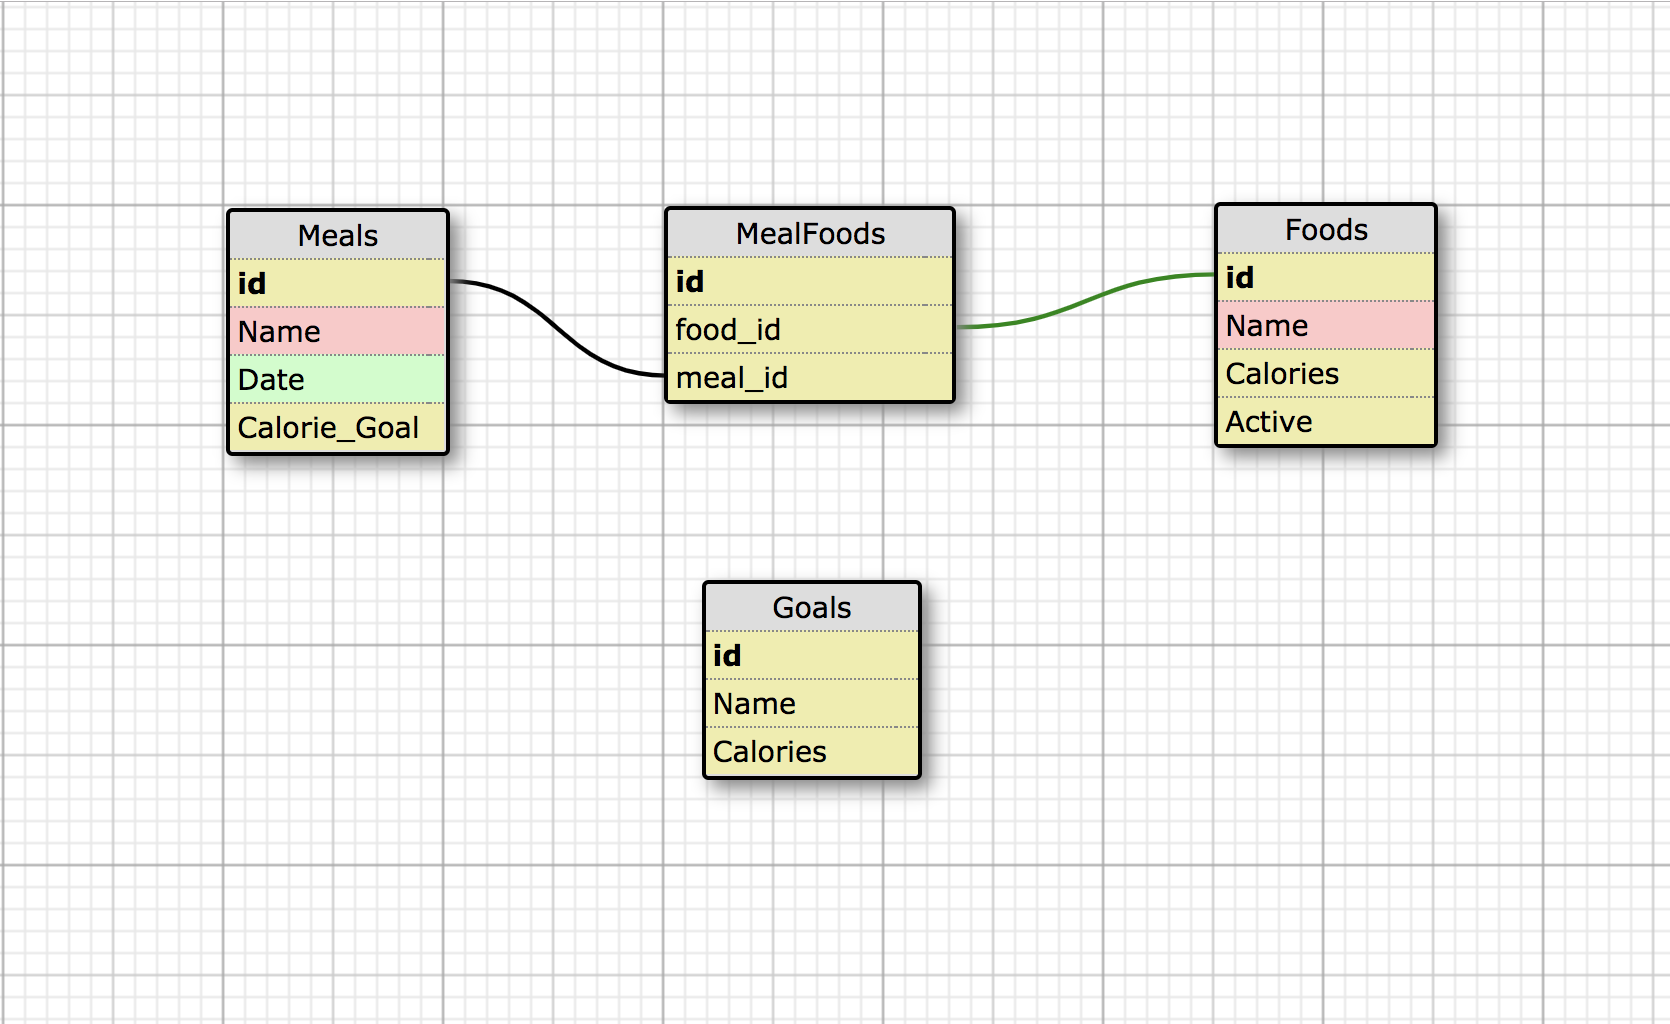 Meals
id
Name
Date
Calorie_Goal
MealFoods
id
food_id
meal_id
Foods
id
Name
Calories
Active
Goals
id
Name
Calories